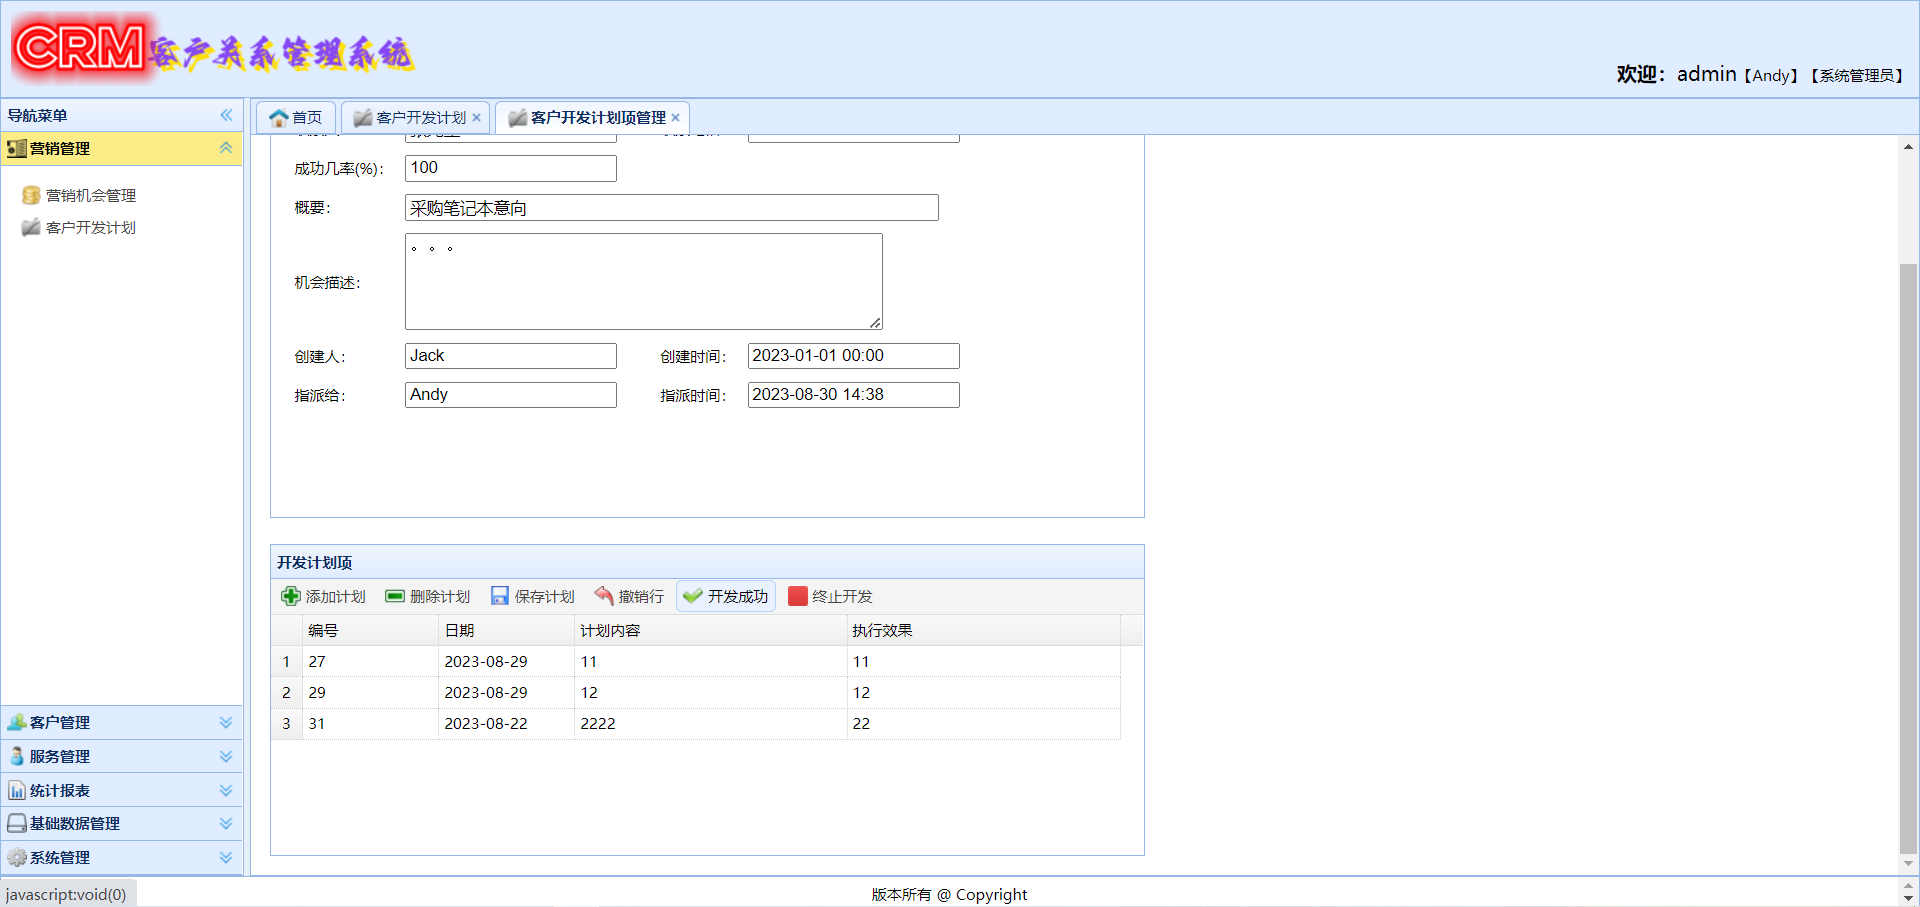 CRM客户关系管理系统
欢迎：admin【Andy】【系统管理员】
导航菜单
首页
客户开发计划
客户开发计划项管理
营销管理
营销机会管理
客户开发计划
成功几率(%)：
100
概要：
采购笔记本意向
机会描述：
。。。
创建人：
Jack
创建时间：
2023-01-01 00:00
指派给：
Andy
指派时间：
2023-08-30 14:38
开发计划项
添加计划 删除计划 保存计划 撤销行 开发成功 终止开发
编号 日期 计划内容 执行效果
1 27 2023-08-29 11 11
2 29 2023-08-29 12 12
3 31 2023-08-22 2222 22
客户管理
服务管理
统计报表
基础数据管理
系统管理
javascript:void(0)
版本所有 @ Copyright